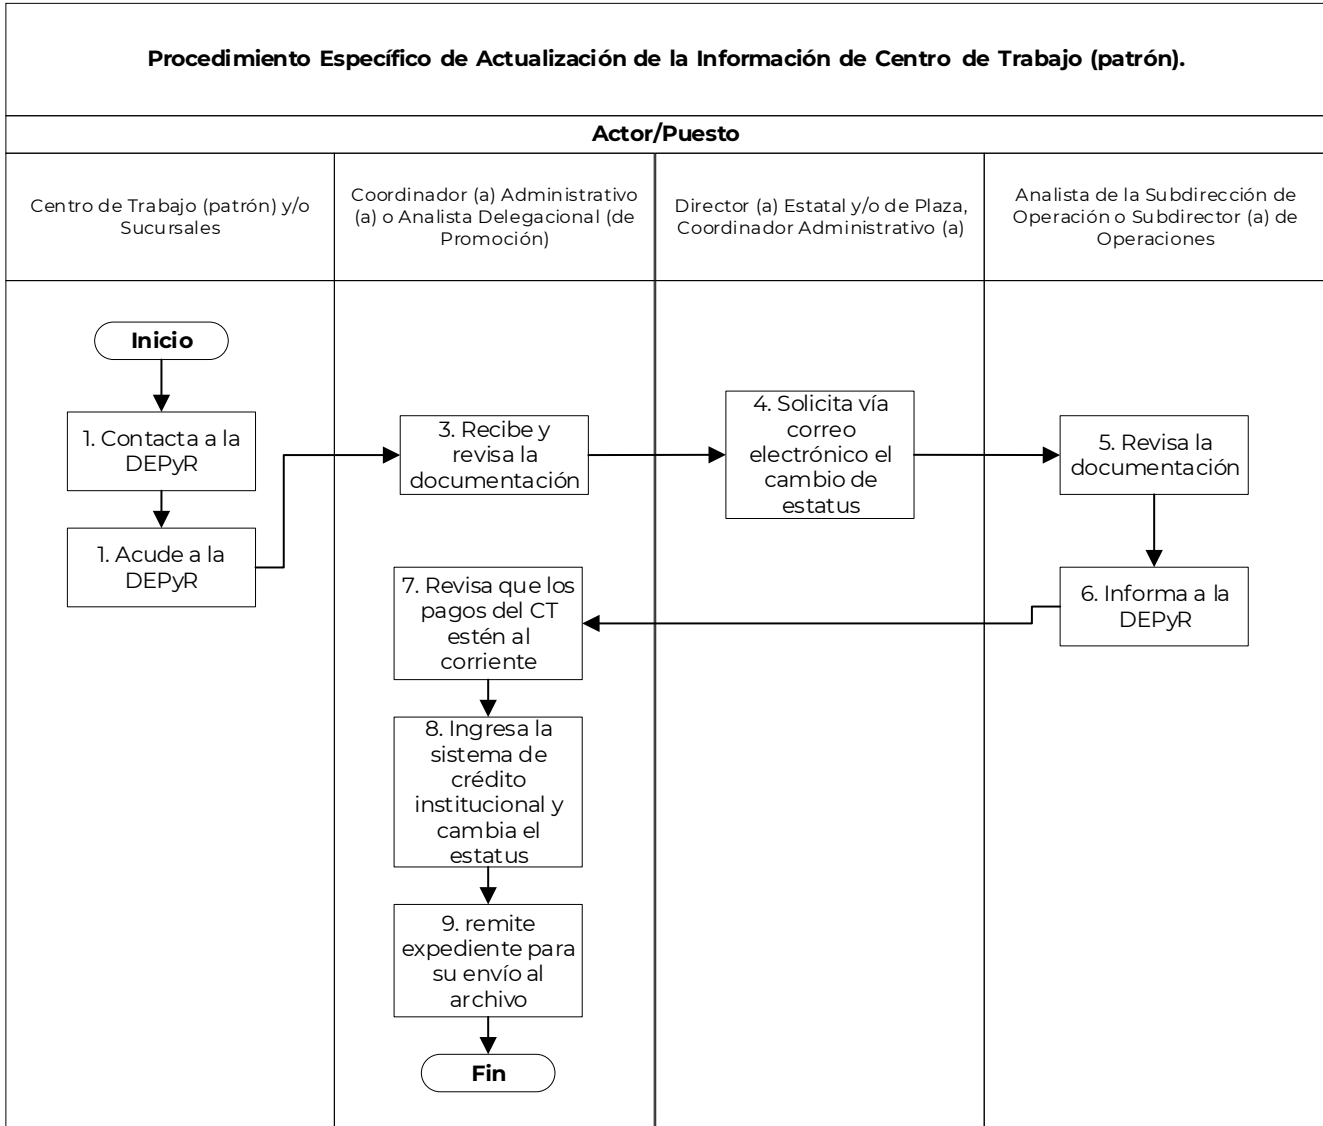 Procedimiento Específico de Actualización de la Información de Centro de Trabajo (patrón).
Actor/Puesto
Centro de Trabajo (patrón) y/o
Sucursales
Coordinador (a) Administrativo
(a) o Analista Delegacional (de
Promoción)
Director (a) Estatal y/o de Plaza,
Coordinador Administrativo (a)
Analista de la Subdirección de
Operación o Subdirector (a) de
Operaciones
Inicio
1. Contacta a la
DEPyR
1. Acude a la
DEPyR
3. Recibe y
revisa la
documentación
4. Solicita vía
correo
electrónico el
cambio de
estatus
5. Revisa la
documentación
6. Informa a la
DEPyR
7. Revisa que los
pagos del CT
estén al
corriente
8. Ingresa la
sistema de
crédito
institucional y
cambia el
estatus
9. remite
expediente para
su envío al
archivo
Fin